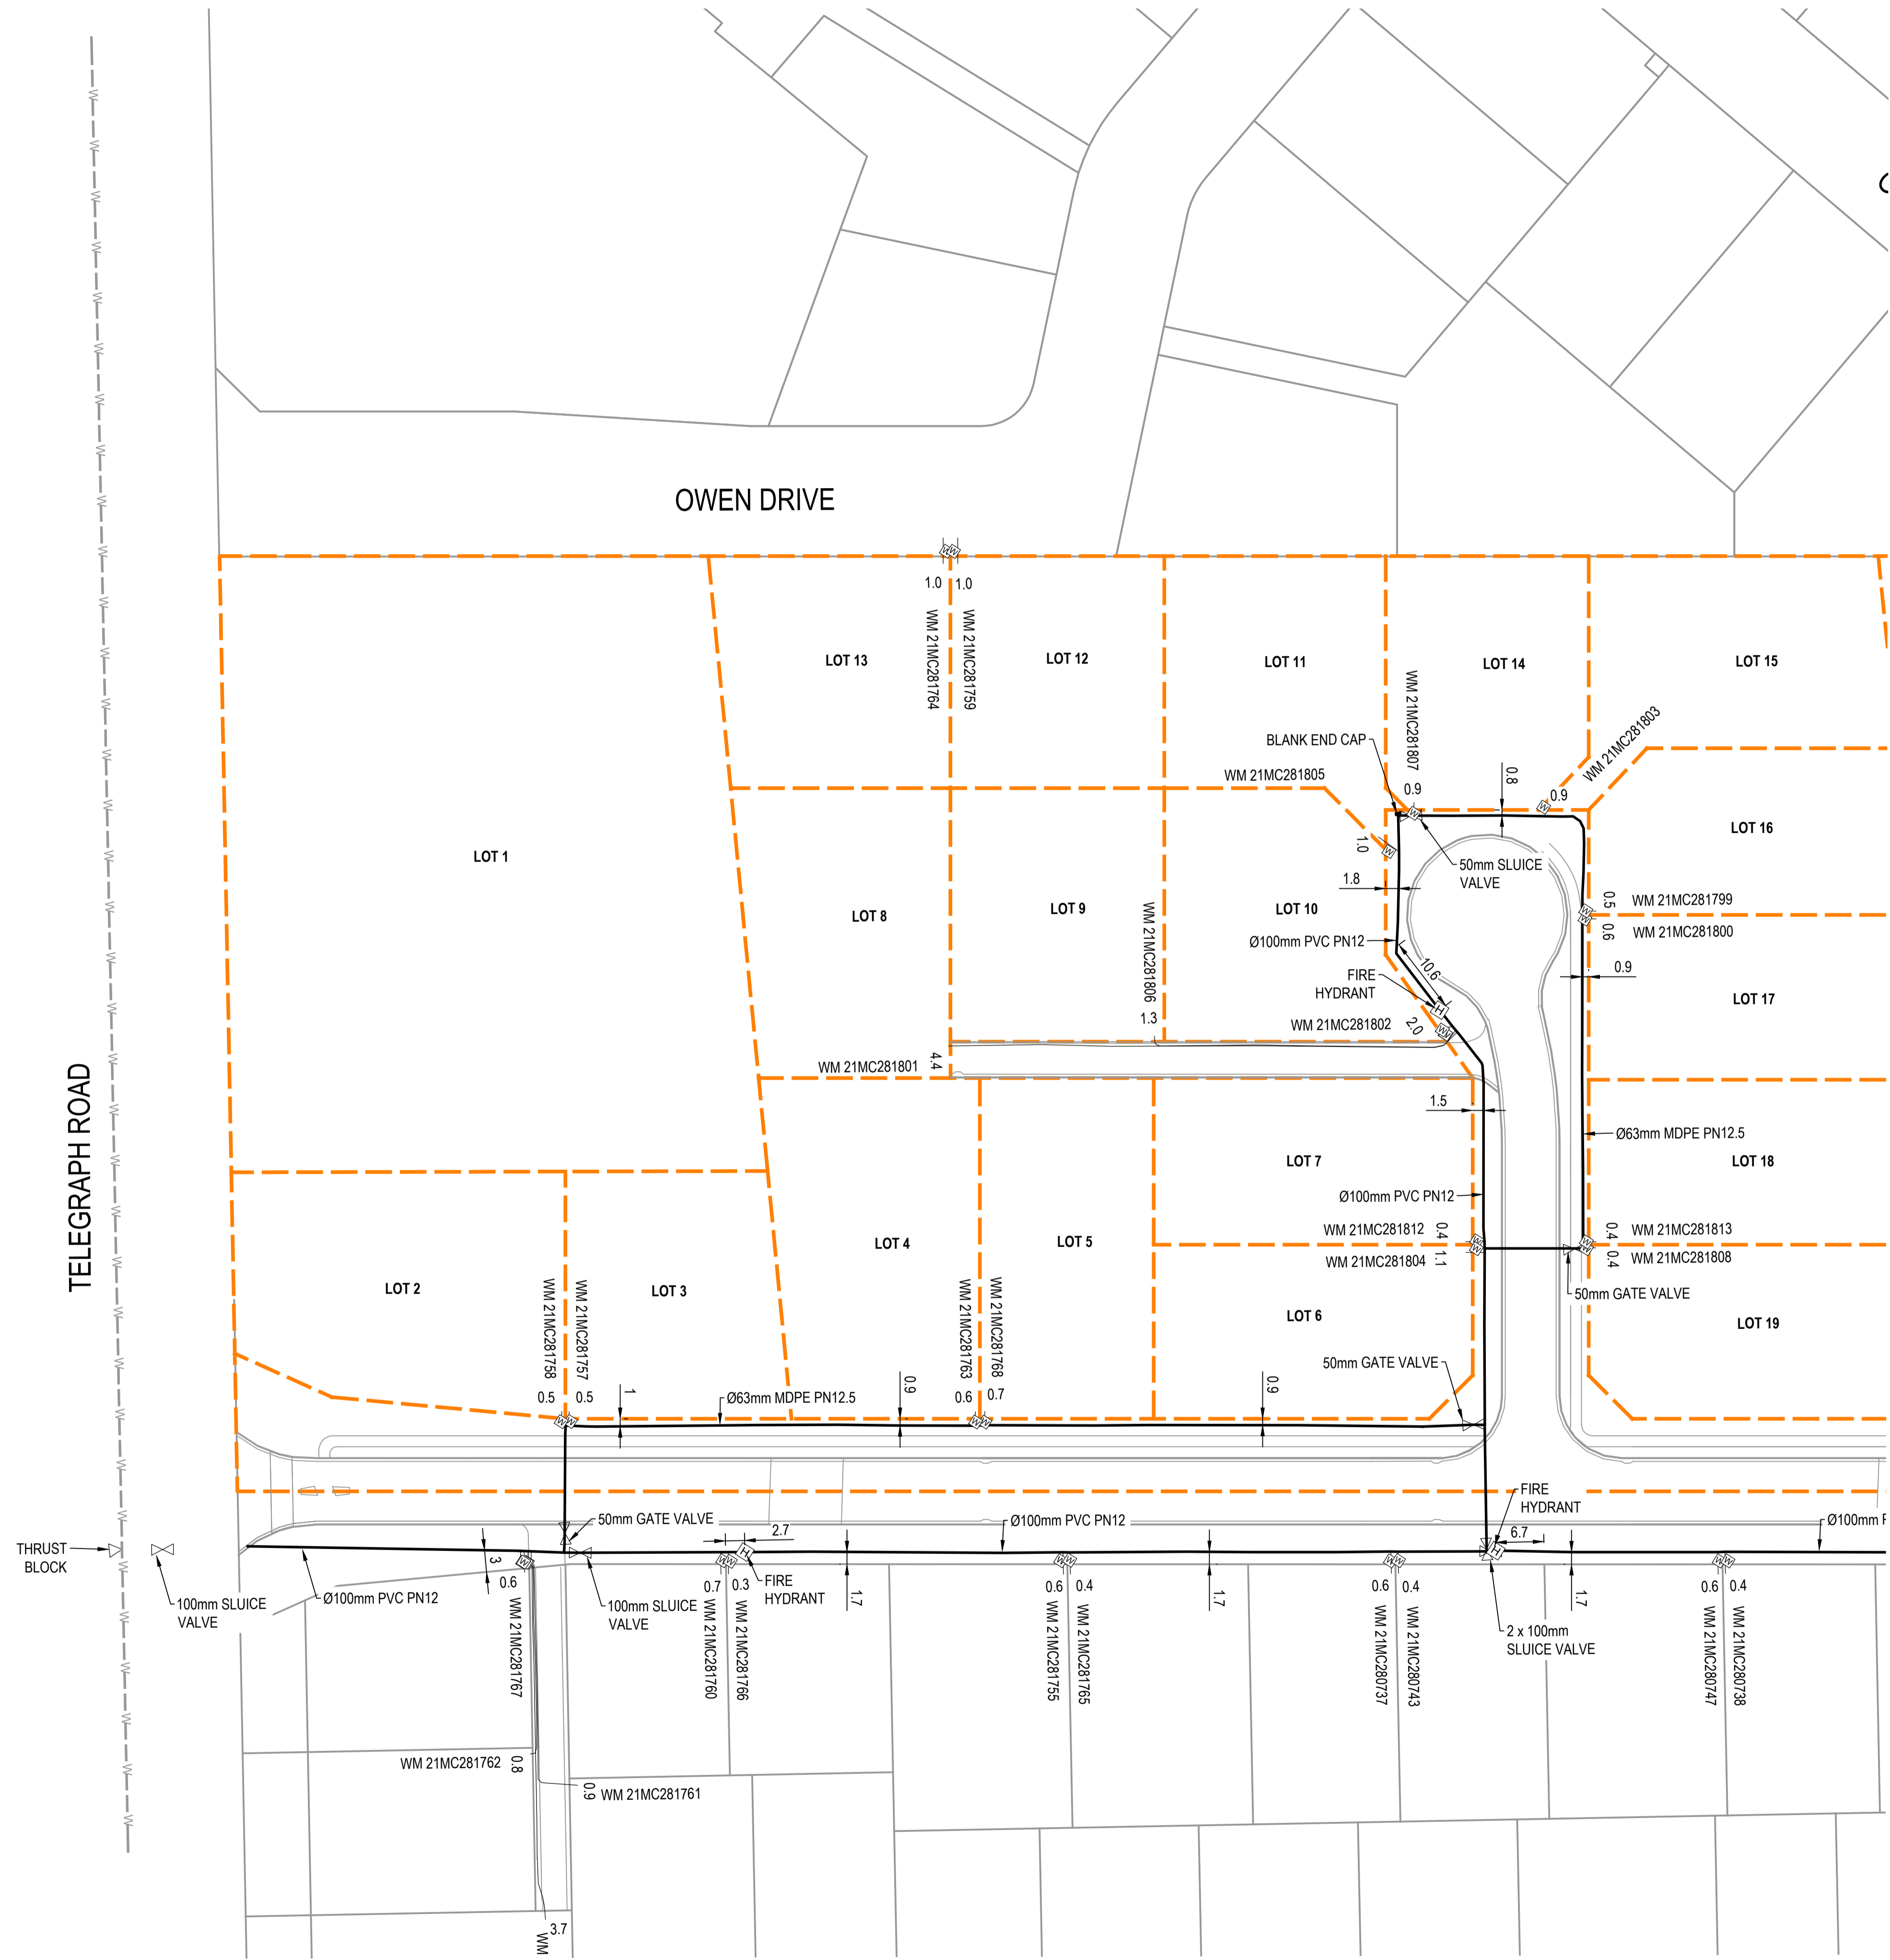 OWEN DRIVE
1.0
1.0
WM 21MC281764
WM 21MC281759
LOT 13
LOT 12
LOT 11
LOT 14
LOT 15
WM 21MC281807
WM 21MC281803
BLANK END CAP
WM 21MC281805
0.9
0.8
0.9
LOT 1
LOT 16
1.0
50mm SLUICE
VALVE
1.8
LOT 8
LOT 9
LOT 10
WM 21MC281806
0.5
WM 21MC281799
0.6
WM 21MC281800
Ø100mm PVC PN12
10.6
0.9
FIRE
HYDRANT
LOT 17
1.3
WM 21MC281802
2.0
WM 21MC281801
4.4
1.5
TELEGRAPH ROAD
Ø63mm MDPE PN12.5
LOT 7
LOT 18
Ø100mm PVC PN12
WM 21MC281812
0.4
0.4
WM 21MC281813
LOT 4
LOT 5
WM 21MC281804
1.1
0.4
WM 21MC281808
LOT 2
LOT 3
50mm GATE VALVE
LOT 6
LOT 19
WM 21MC281758
WM 21MC281757
WM 21MC281763
WM 21MC281768
50mm GATE VALVE
0.5
0.5
1
Ø63mm MDPE PN12.5
0.9
0.6
0.7
0.9
FIRE
HYDRANT
50mm GATE VALVE
2.7
Ø100mm PVC PN12
6.7
Ø100mm P
THRUST
BLOCK
3
0.6
100mm SLUICE
VALVE
Ø100mm PVC PN12
100mm SLUICE
VALVE
0.7
0.3
FIRE
HYDRANT
1.7
0.6
0.4
1.7
0.6
0.4
1.7
0.6
0.4
WM 21MC281767
WM 21MC281760
WM 21MC281766
WM 21MC281755
WM 21MC281765
WM 21MC280737
WM 21MC280743
2 x 100mm
SLUICE VALVE
WM 21MC280747
WM 21MC280738
WM 21MC281762
0.8
0.9
WM 21MC281761
3.7
WM